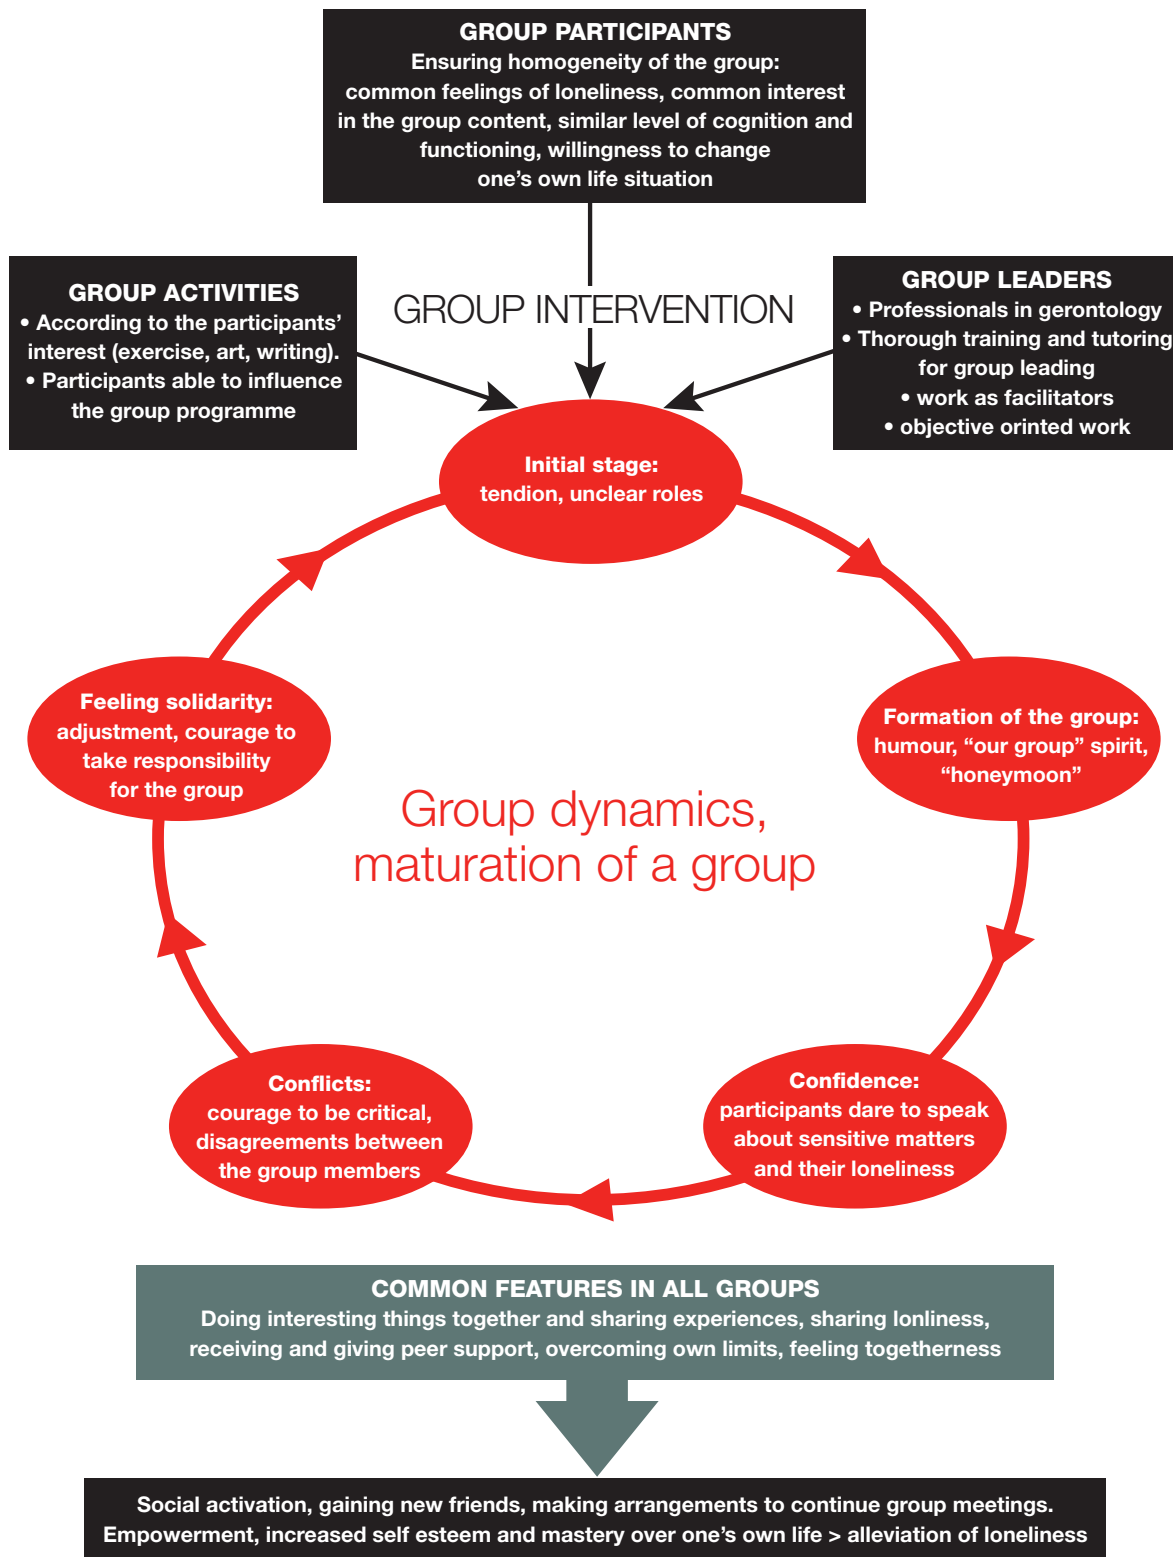 GROUP PARTICIPANTS
Ensuring homogeneity of the group:
common feelings of loneliness, common interest
in the group content, similar level of cognition and
functioning, willingness to change
one’s own life situation
GROUP ACTIVITIES
• According to the participants’
interest (exercise, art, writing).
• Participants able to influence
the group programme
GROUP INTERVENTION
GROUP LEADERS
• Professionals in gerontology
• Thorough training and tutoring
for group leading
• work as facilitators
• objective orinted work
Initial stage:
tendion, unclear roles
Formation of the group:
humour, “our group” spirit,
“honeymoon”
Confidence:
participants dare to speak
about sensitive matters
and their loneliness
Conflicts:
courage to be critical,
disagreements between
the group members
Feeling solidarity:
adjustment, courage to
take responsibility
for the group
Group dynamics,
maturation of a group
COMMON FEATURES IN ALL GROUPS
Doing interesting things together and sharing experiences, sharing lonliness,
receiving and giving peer support, overcoming own limits, feeling togetherness
Social activation, gaining new friends, making arrangements to continue group meetings.
Empowerment, increased self esteem and mastery over one’s own life > alleviation of loneliness